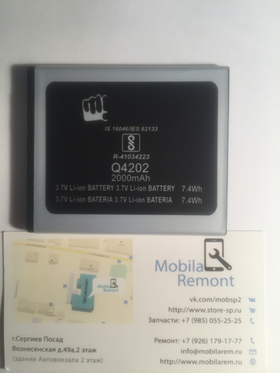 IS 16046/IES 62133
R-41034223
Q4202
2000mAh
3.7V Li-ion BATTERY 3.7V Li-ion BATTERY 7.4Wh
3.7V Li-ion BATERIA 3.7V Li-ion BATERIA 7.4Wh
Mobila
Remont
vk.com/mobsp2
http://www.store-sp.ru
Запчасти: +7 (985) 055-25-25
г.Сергиев Посад
Вознесенская д.49а,2 этаж
(здание Автовокзала 2 этаж)
Ремонт: +7 (926) 179-17-77
info@mobilarem.ru
http://www.mobilarem.ru